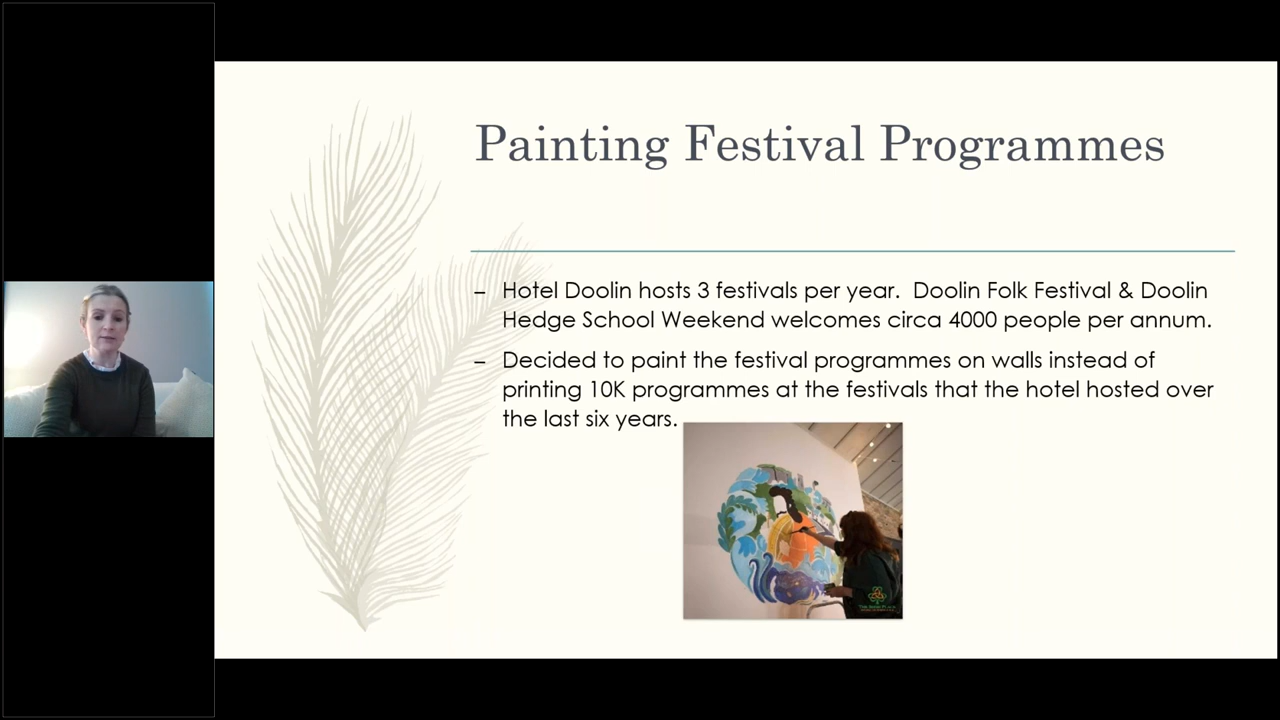 Painting Festival Programmes
– Hotel Doolin hosts 3 festivals per year. Doolin Folk Festival & Doolin
Hedge School Weekend welcomes circa 4000 people per annum.
– Decided to paint the festival programmes on walls instead of
printing 10K programmes at the festivals that the hotel hosted over
the last six years.